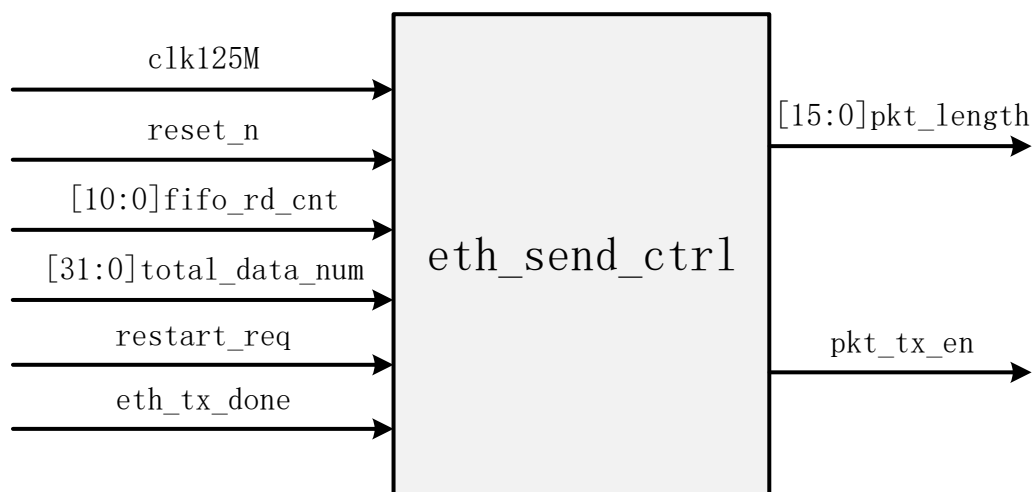 clk125M
reset_n
[10:0]fifo_rd_cnt
[31:0]total_data_num
restart_req
eth_tx_done
eth_send_ctrl
[15:0]pkt_length
pkt_tx_en